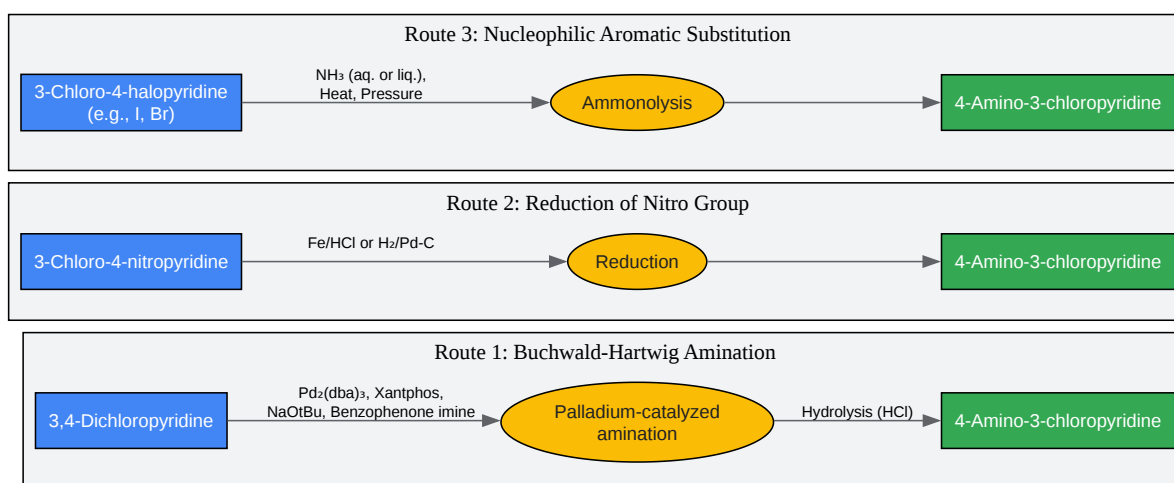 Route 3: Nucleophilic Aromatic Substitution
3-Chloro-4-halopyridine
(e.g., I, Br)
NH₃ (aq. or liq.),
Heat, Pressure
Ammonolysis
4-Amino-3-chloropyridine
Route 2: Reduction of Nitro Group
3-Chloro-4-nitropyridine
Fe/HCl or H₂/Pd-C
Reduction
4-Amino-3-chloropyridine
Route 1: Buchwald-Hartwig Amination
3,4-Dichloropyridine
Pd₂(dba)₃, Xantphos,
NaOtBu, Benzophenone imine
Palladium-catalyzed
amination
Hydrolysis (HCl)
4-Amino-3-chloropyridine